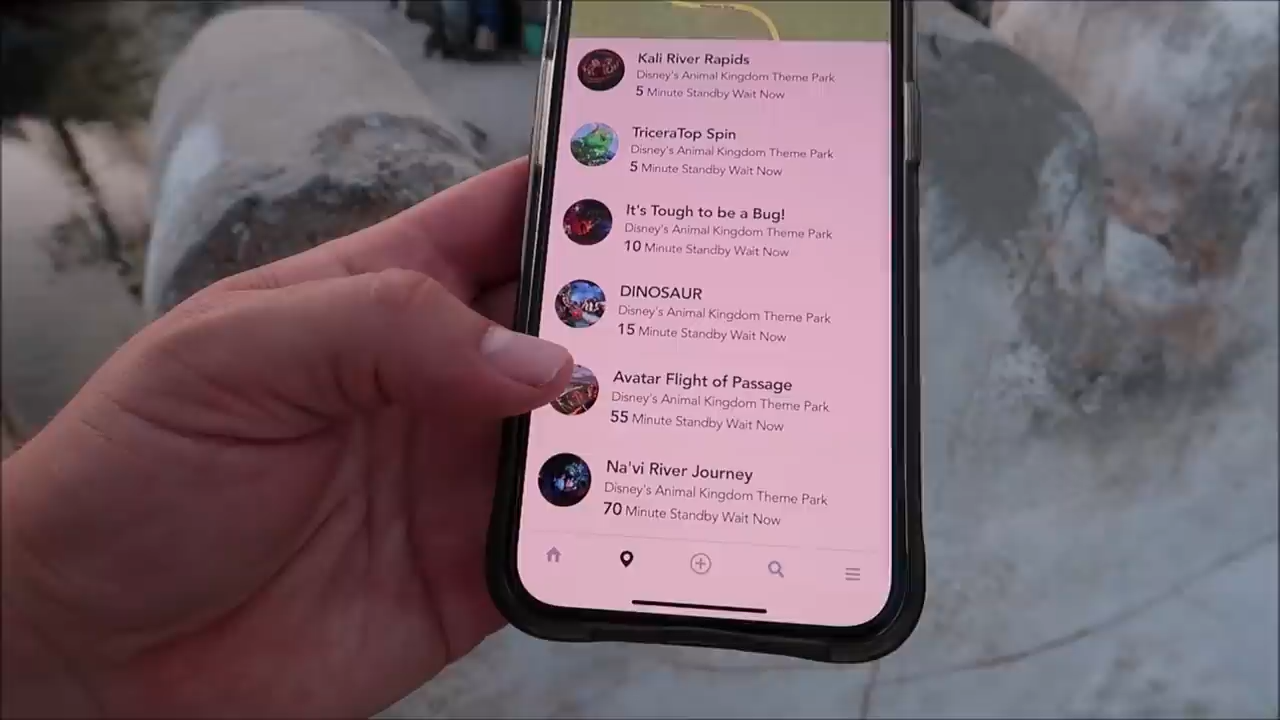 Kali River Rapids
Disney's Animal Kingdom Theme Park
5 Minute Standby Wait Now
TriceraTop Spin
Disney's Animal Kingdom Theme Park
5 Minute Standby Wait Now
It's Tough to be a Bug!
Disney's Animal Kingdom Theme Park
10 Minute Standby Wait Now
DINOSAUR
Disney's Animal Kingdom Theme Park
15 Minute Standby Wait Now
Avatar Flight of Passage
Disney's Animal Kingdom Theme Park
55 Minute Standby Wait Now
Na'vi River Journey
Disney's Animal Kingdom Theme Park
70 Minute Standby Wait Now